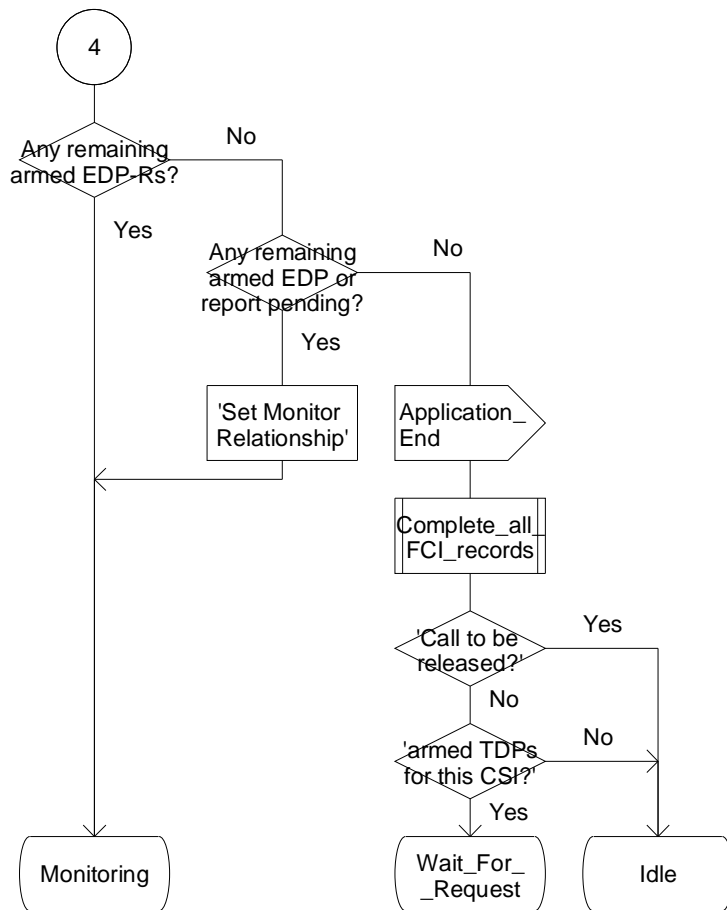 4
Any remaining
armed EDP-Rs?
No
Yes
Any remaining
armed EDP or
report pending?
No
Yes
'Set Monitor
Relationship'
Application_
End
Complete_all_
FCI_records
'Call to be
released?'
Yes
No
'armed TDPs
for this CSI?'
No
Yes
Monitoring
Wait_For_
_Request
Idle